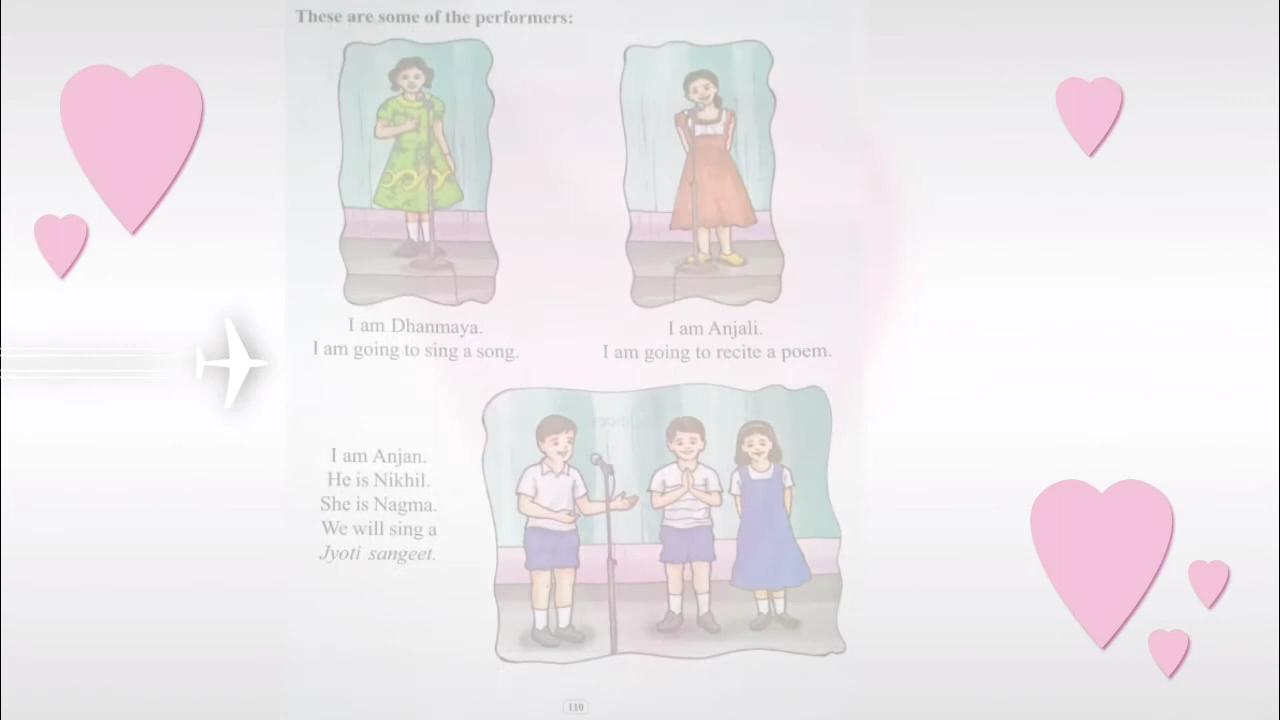 These are some of the performers:
I am Dhanmaya.
I am going to sing a song.
I am Anjali.
I am going to recite a poem.
I am Anjan.
He is Nikhil.
She is Nagma.
We will sing a
Jyoti sangeet.
110